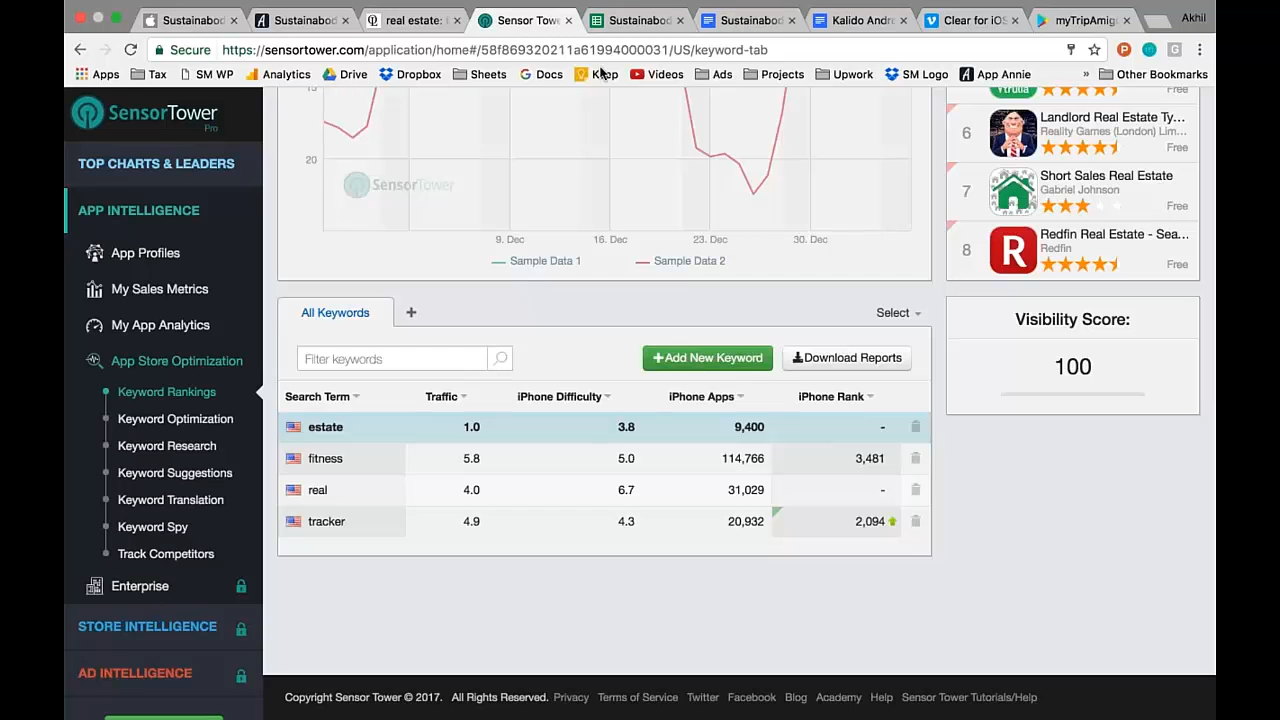 Sustainabod
Sustainabod
real estate:
Sensor Towe
Sustainabod
Sustainabod
Kalido Andr
Clear for iOS
myTripAmig
Akhil
Secure
https://sensortower.com/application/home#/58f869320211a61994000031/US/keyword-tab
Apps Tax SM WP Analytics Drive Dropbox Sheets Docs Videos Ads Projects Upwork SM Logo App Annie » Other Bookmarks
SensorTower
Pro
TOP CHARTS & LEADERS
APP INTELLIGENCE
App Profiles
My Sales Metrics
My App Analytics
App Store Optimization
Keyword Rankings
Keyword Optimization
Keyword Research
Keyword Suggestions
Keyword Translation
Keyword Spy
Track Competitors
Enterprise
STORE INTELLIGENCE
AD INTELLIGENCE
15
20
SensorTower
9. Dec 16. Dec 23. Dec 30. Dec
Sample Data 1 Sample Data 2
Free
6 Landlord Real Estate Ty...
Reality Games (London) Lim...
Free
7 Short Sales Real Estate
Gabriel Johnson
Free
8 R Redfin Real Estate - Sea...
Redfin
Free
All Keywords + Select
Filter keywords
+Add New Keyword
Download Reports
Search Term Traffic iPhone Difficulty iPhone Apps iPhone Rank
estate 1.0 3.8 9,400 -
fitness 5.8 5.0 114,766 3,481
real 4.0 6.7 31,029 -
tracker 4.9 4.3 20,932 2,094
Visibility Score:
100
Copyright Sensor Tower © 2017. All Rights Reserved. Privacy Terms of Service Twitter Facebook Blog Academy Help Sensor Tower Tutorials/Help